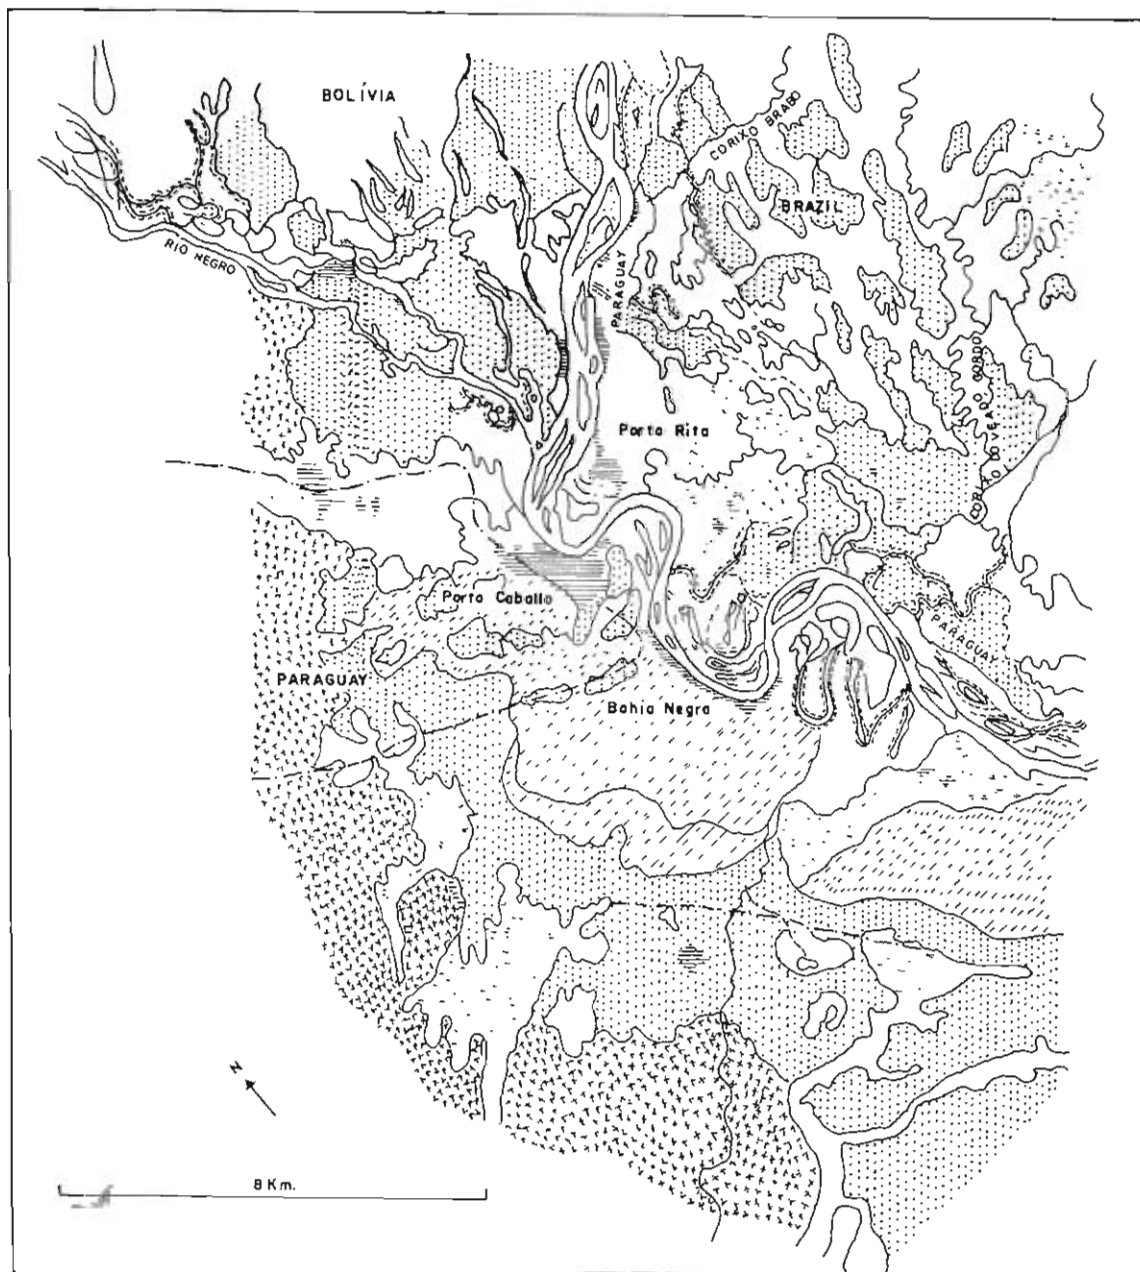 BOLÍVIA
CORIXO BRABO
BRAZIL
RIO NEGRO
PARAGUAY
Porto Rita
CORIXO DO VEADO GORDO
Porto Caballo
PARAGUAY
PARAGUAY
Bahia Negra
N
8 Km.